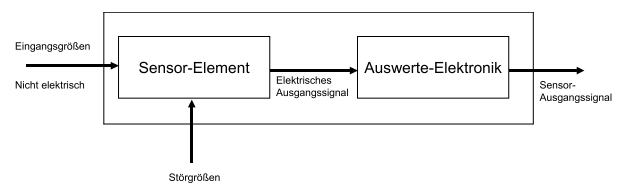 Eingangsgrößen
Nicht elektrisch
Sensor-Element
Elektrisches
Ausgangssignal
Auswerte-Elektronik
Sensor-
Ausgangssignal
Störgrößen